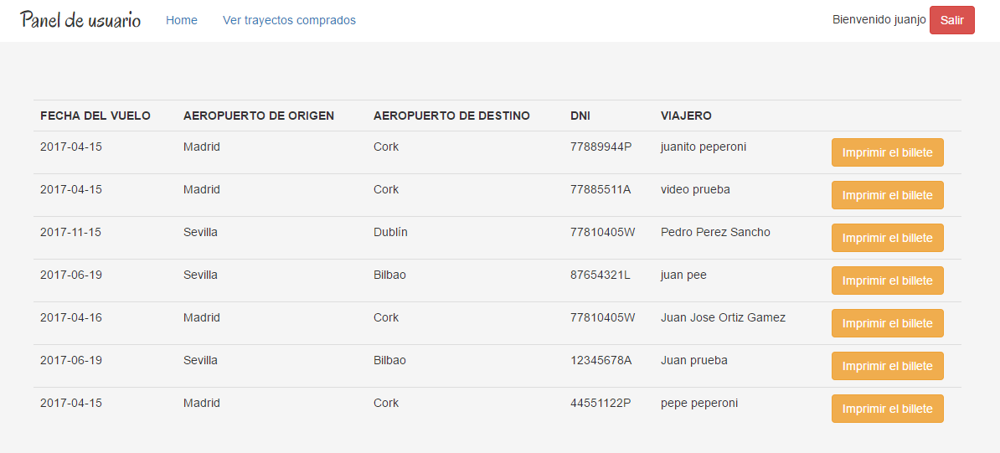 Panel de usuario Home Ver trayectos comprados Bienvenido juanjo Salir
FECHA DEL VUELO AEROPUERTO DE ORIGEN AEROPUERTO DE DESTINO DNI VIAJERO
2017-04-15 Madrid Cork 77889944P juanito peperoni Imprimir el billete
2017-04-15 Madrid Cork 77885511A video prueba Imprimir el billete
2017-11-15 Sevilla Dublín 77810405W Pedro Perez Sancho Imprimir el billete
2017-06-19 Sevilla Bilbao 87654321L juan pee Imprimir el billete
2017-04-16 Madrid Cork 77810405W Juan Jose Ortiz Gamez Imprimir el billete
2017-06-19 Sevilla Bilbao 12345678A Juan prueba Imprimir el billete
2017-04-15 Madrid Cork 44551122P pepe peperoni Imprimir el billete